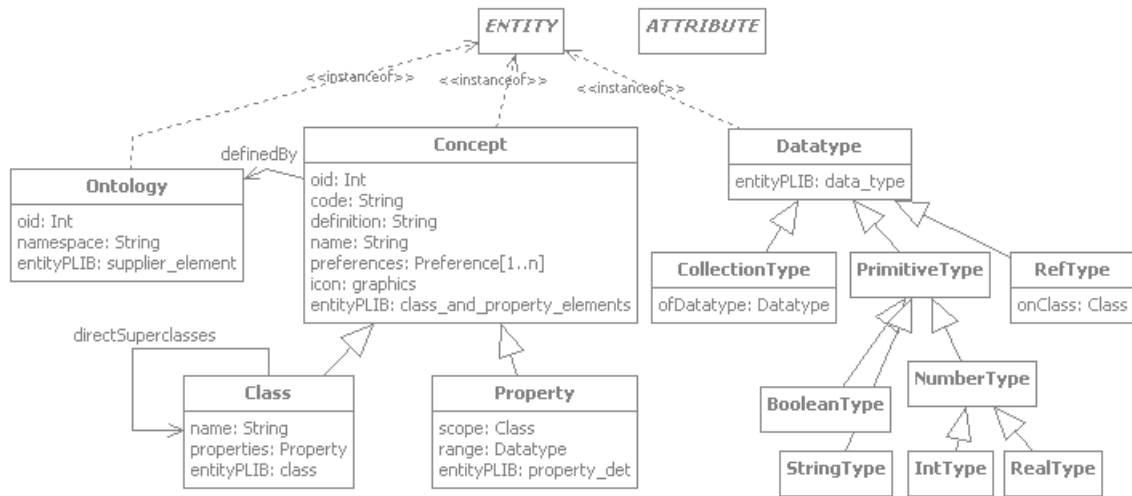 ENTITY
ATTRIBUTE
<<instanceof>>
<<instanceof>>
<<instanceof>>
definedBy
Ontology
oid: Int
namespace: String
entityPLIB: supplier_element
Concept
oid: Int
code: String
definition: String
name: String
preferences: Preference[1..n]
icon: graphics
entityPLIB: class_and_property_elements
Datatype
entityPLIB: data_type
CollectionType
ofDatatype: Datatype
PrimitiveType
RefType
onClass: Class
directSuperclasses
Class
name: String
properties: Property
entityPLIB: class
Property
scope: Class
range: Datatype
entityPLIB: property_det
BooleanType
NumberType
StringType
IntType
RealType